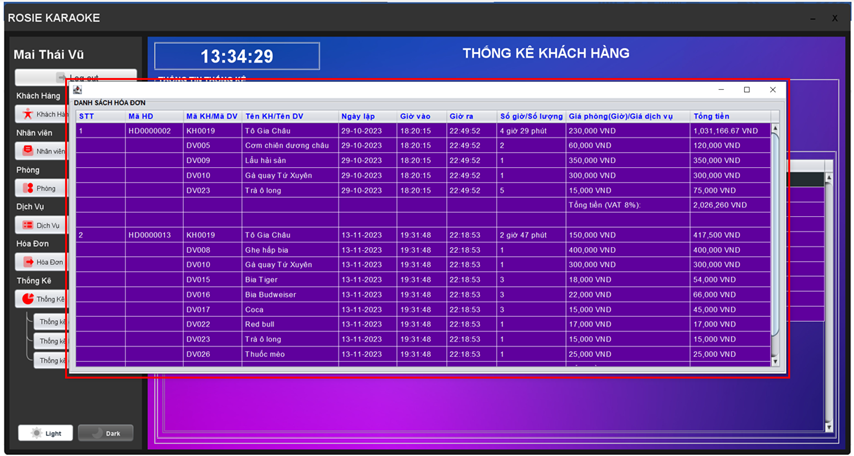 ROSIE KARAOKE
–
X
Mai Thái Vũ
13:34:29
THỐNG KÊ KHÁCH HÀNG
Log out
THÔNG TIN THỐNG KÊ
Khách Hàng
Khách Hàn
Nhân viên
Nhân viên
Phòng
Phòng
Dịch Vụ
Dịch Vụ
Hóa Đơn
Hóa Đơn
Thống Kê
Thống Kê
Thống kê
Thống kê
Thống kê
Light
Dark
DANH SÁCH HÓA ĐƠN
STT Mã HD Mã KH/Mã DV Tên KH/Tên DV Ngày lập Giờ vào Giờ ra Số giờ/Số lượng Giá phòng(Giờ)/Giá dịch vụ Tổng tiền
1 HD0000002 KH0019 Tô Gia Châu 29-10-2023 18:20:15 22:49:52 4 giờ 29 phút 230,000 VND 1,031,166.67 VND
DV005 Cơm chiên dương châu 29-10-2023 18:20:15 22:49:52 2 60,000 VND 120,000 VND
DV009 Lẩu hải sản 29-10-2023 18:20:15 22:49:52 1 350,000 VND 350,000 VND
DV010 Gà quay Tứ Xuyên 29-10-2023 18:20:15 22:49:52 1 300,000 VND 300,000 VND
DV023 Trà ô long 29-10-2023 18:20:15 22:49:52 5 15,000 VND 75,000 VND
Tổng tiền (VAT 8%): 2,026,260 VND
2 HD0000013 KH0019 Tô Gia Châu 13-11-2023 19:31:48 22:18:53 2 giờ 47 phút 150,000 VND 417,500 VND
DV008 Ghẹ hấp bia 13-11-2023 19:31:48 22:18:53 1 400,000 VND 400,000 VND
DV010 Gà quay Tứ Xuyên 13-11-2023 19:31:48 22:18:53 1 300,000 VND 300,000 VND
DV015 Bia Tiger 13-11-2023 19:31:48 22:18:53 3 18,000 VND 54,000 VND
DV016 Bia Budweiser 13-11-2023 19:31:48 22:18:53 3 22,000 VND 66,000 VND
DV017 Coca 13-11-2023 19:31:48 22:18:53 3 15,000 VND 45,000 VND
DV022 Red bull 13-11-2023 19:31:48 22:18:53 1 17,000 VND 17,000 VND
DV023 Trà ô long 13-11-2023 19:31:48 22:18:53 1 15,000 VND 15,000 VND
DV026 Thuốc mèo 13-11-2023 19:31:48 22:18:53 1 25,000 VND 25,000 VND